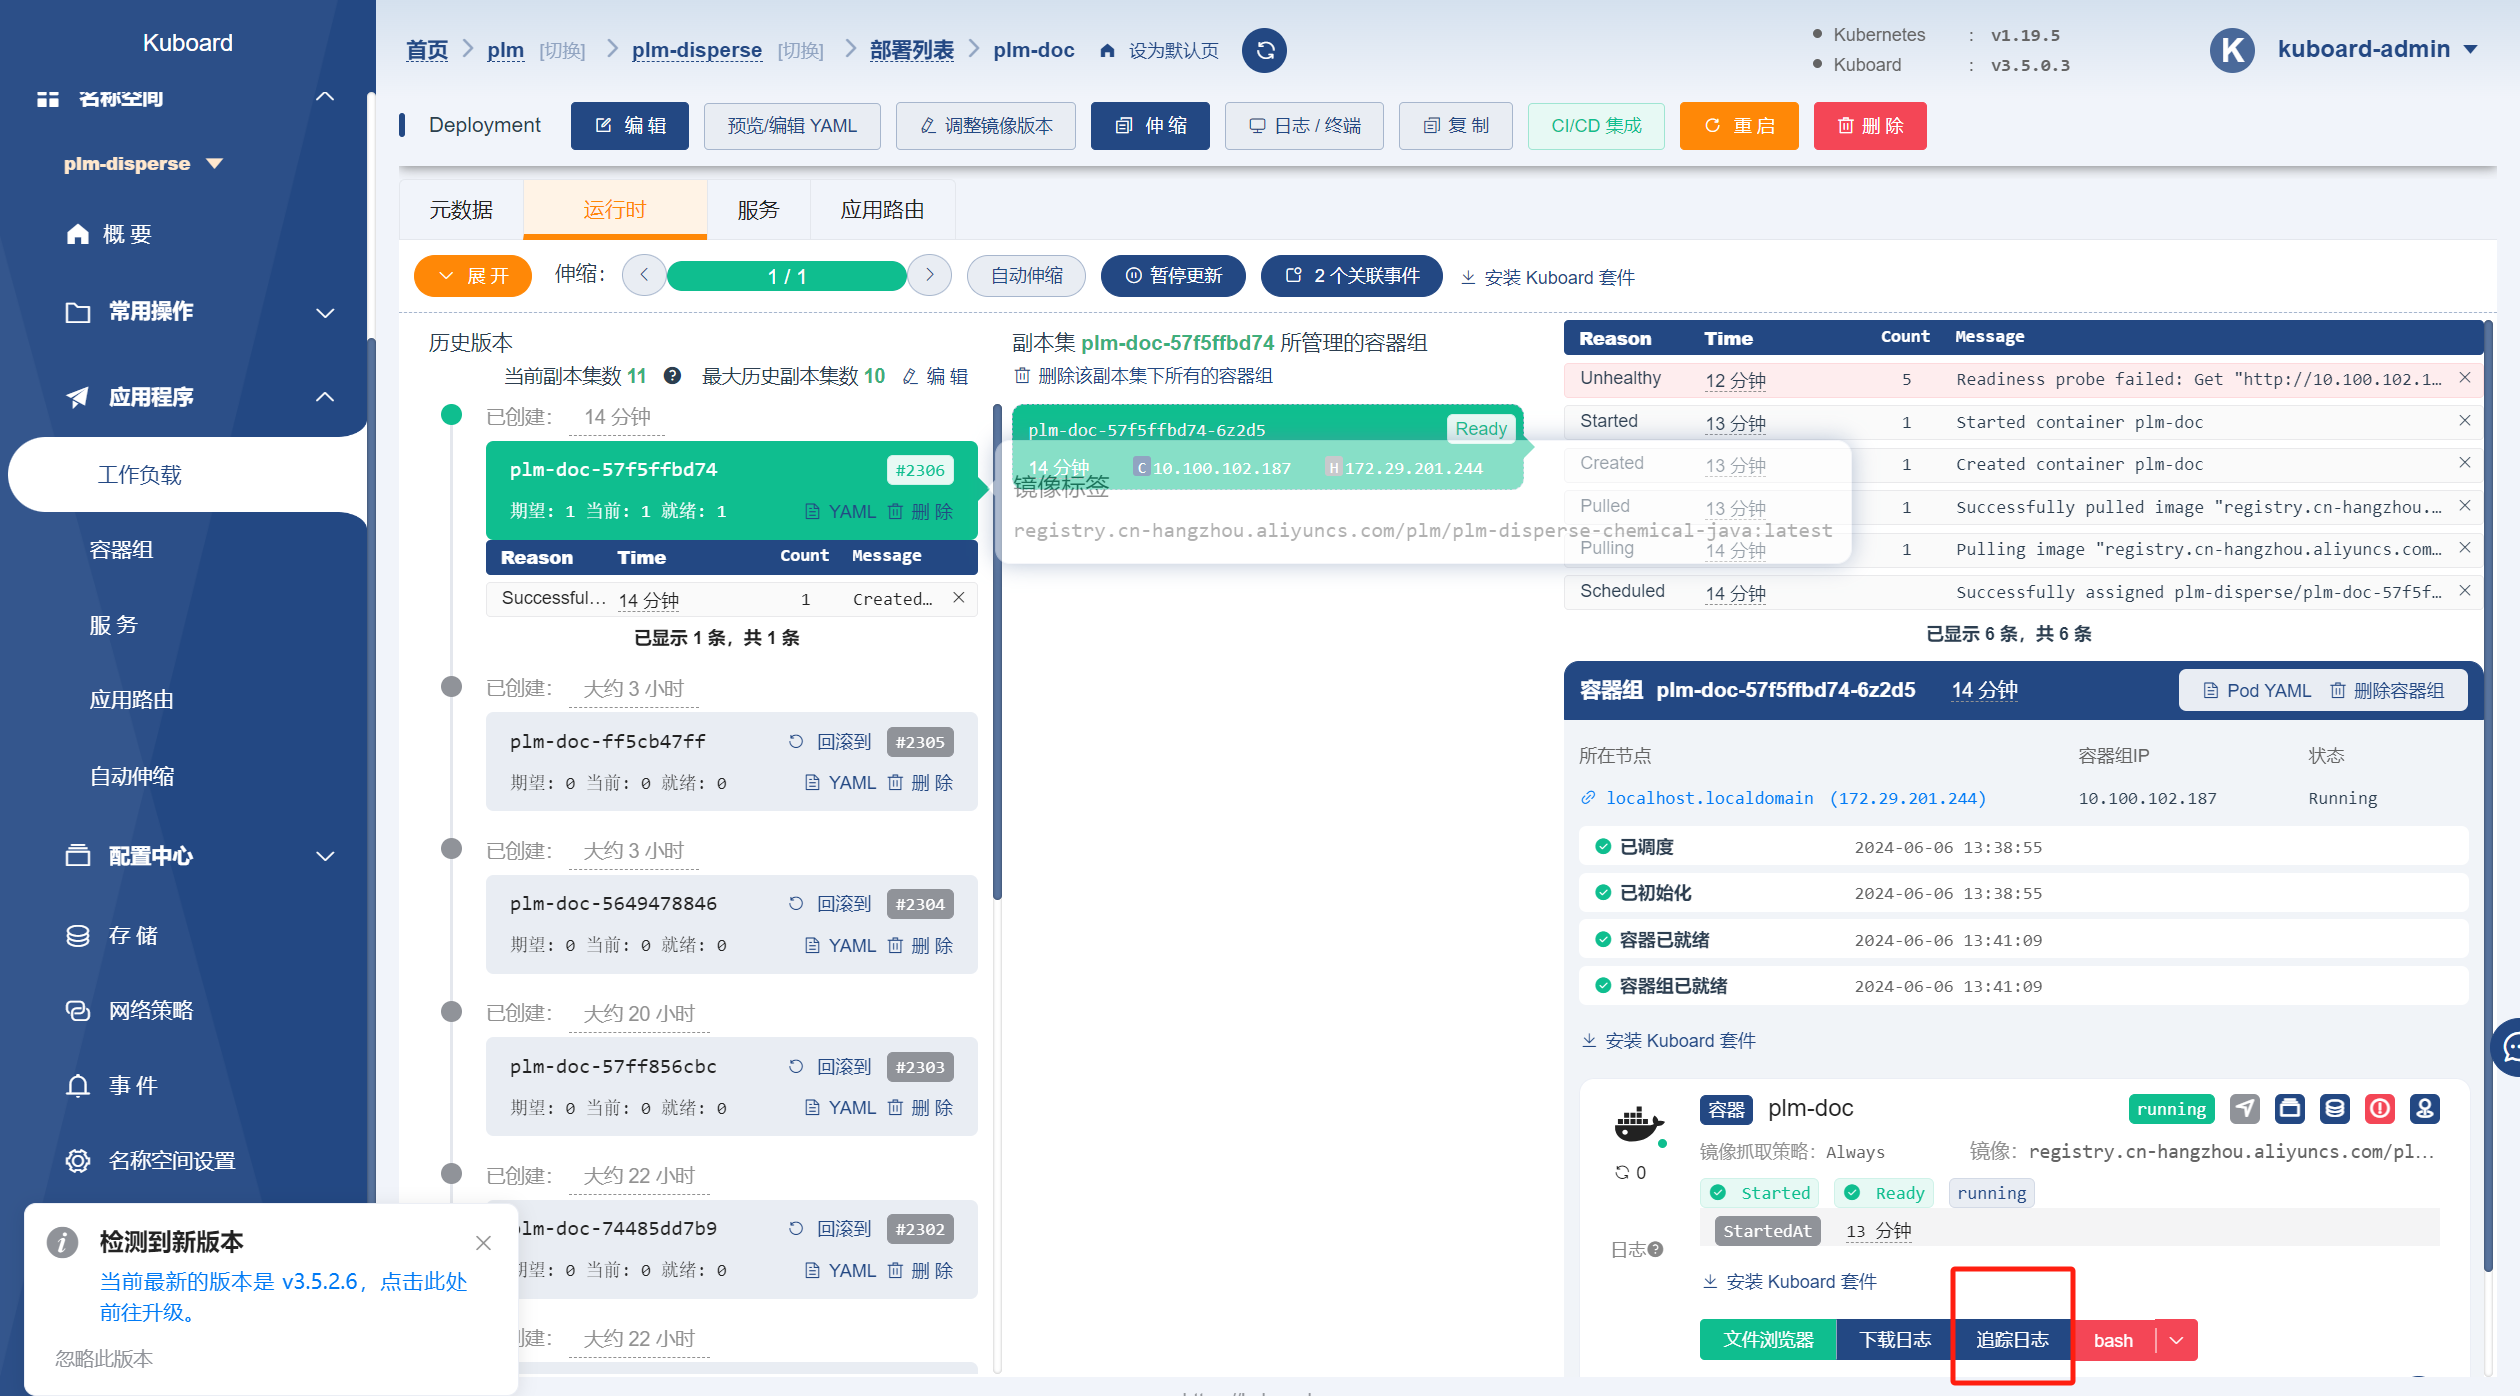 Kuboard
名称空间
plm-disperse
概 要
常用操作
应用程序
工作负载
容器组
服 务
应用路由
自动伸缩
配置中心
存 储
网络策略
事 件
名称空间设置
检测到新版本
当前最新的版本是 v3.5.2.6，点击此处
前往升级。
忽略此版本
首页 plm [切换] plm-disperse [切换] 部署列表 plm-doc 设为默认页
Kubernetes : v1.19.5
Kuboard : v3.5.0.3
K kuboard-admin
Deployment 编 辑 预览/编辑 YAML 调整镜像版本 伸 缩 日志 / 终端 复 制 CI/CD 集成 重 启 删 除
元数据 运行时 服务 应用路由
展 开 伸缩： 1 / 1 自动伸缩 暂停更新 2 个关联事件 安装 Kuboard 套件
历史版本
当前副本集数 11 最大历史副本集数 10 编 辑
已创建： 14 分钟
plm-doc-57f5ffbd74 #2306
期望: 1 当前: 1 就绪: 1 YAML 删 除
Reason Time Count Message
Successful... 14 分钟 1 Created…
已显示 1 条，共 1 条
已创建： 大约 3 小时
plm-doc-ff5cb47ff 回滚到 #2305
期望: 0 当前: 0 就绪: 0 YAML 删 除
已创建： 大约 3 小时
plm-doc-5649478846 回滚到 #2304
期望: 0 当前: 0 就绪: 0 YAML 删 除
已创建： 大约 20 小时
plm-doc-57ff856cbc 回滚到 #2303
期望: 0 当前: 0 就绪: 0 YAML 删 除
已创建： 大约 22 小时
lm-doc-74485dd7b9 回滚到 #2302
望: 0 当前: 0 就绪: 0 YAML 删 除
建： 大约 22 小时
副本集 plm-doc-57f5ffbd74 所管理的容器组
删除该副本集下所有的容器组
plm-doc-57f5ffbd74-6z2d5 Ready
14 分钟 C 10.100.102.187 H 172.29.201.244
镜像标签
registry.cn-hangzhou.aliyuncs.com/plm/plm-disperse-chemical-java:latest
Reason Time Count Message
Unhealthy 12 分钟 5 Readiness probe failed: Get "http://10.100.102.1…
Started 13 分钟 1 Started container plm-doc
Created 13 分钟 1 Created container plm-doc
Pulled 13 分钟 1 Successfully pulled image "registry.cn-hangzhou.…
Pulling 14 分钟 1 Pulling image "registry.cn-hangzhou.aliyuncs.com…
Scheduled 14 分钟 Successfully assigned plm-disperse/plm-doc-57f5f…
已显示 6 条，共 6 条
容器组 plm-doc-57f5ffbd74-6z2d5 14 分钟 Pod YAML 删除容器组
所在节点 容器组IP 状态
localhost.localdomain (172.29.201.244) 10.100.102.187 Running
已调度 2024-06-06 13:38:55
已初始化 2024-06-06 13:38:55
容器已就绪 2024-06-06 13:41:09
容器组已就绪 2024-06-06 13:41:09
安装 Kuboard 套件
容器 plm-doc running
镜像抓取策略： Always 镜像： registry.cn-hangzhou.aliyuncs.com/pl…
0
Started Ready running
StartedAt 13 分钟
日志
安装 Kuboard 套件
文件浏览器 下载日志 追踪日志 bash